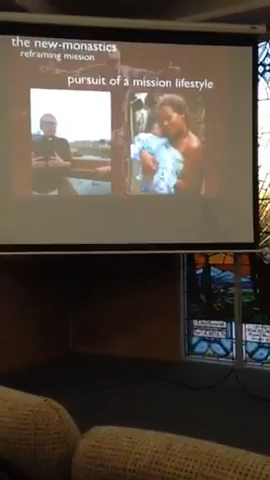 the new-monastics
reframing mission
pursuit of a mission lifestyle